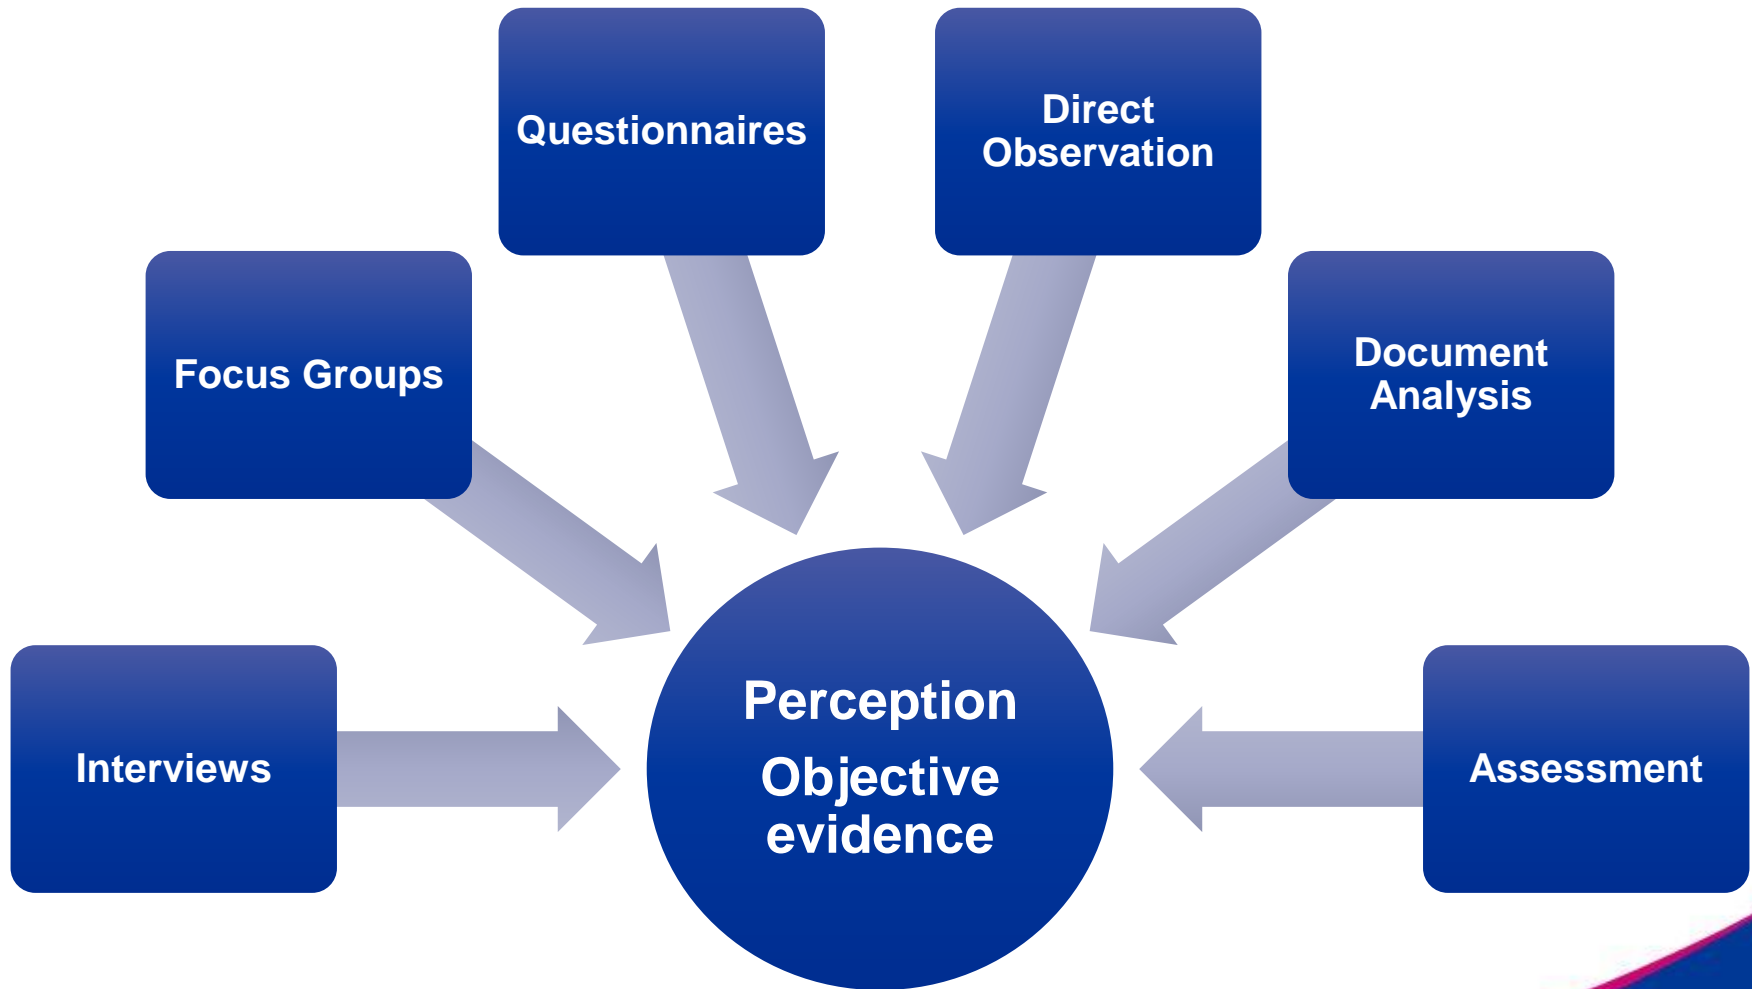 Questionnaires
Direct
Observation
Focus Groups
Document
Analysis
Interviews
Perception
Objective
evidence
Assessment